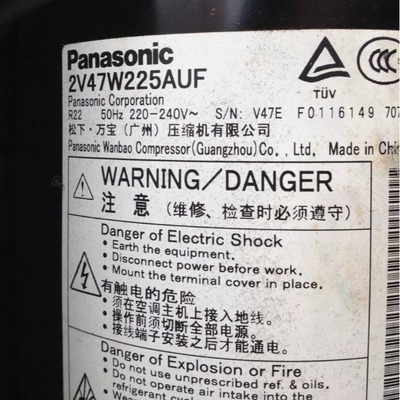 Panasonic
2V47W225AUF
Panasonic Corporation
TÜV
R22 50Hz 220-240V~ S/N: V47E F0116149 707
松下·万宝（广州）压缩机有限公司
Panasonic Wanbao Compressor(Guangzhou)Co., Ltd. Made in Chi
WARNING/DANGER
注 意 (维修、检查时必须遵守)
Danger of Electric Shock
• Earth the equipment.
• Disconnect power before work.
• Mount the terminal cover in place.
有触电的危险
• 须在空调主机上接入地线。
• 操作前须切断全部电源。
• 接线端子安装之后才能通电。
Danger of Explosion or Fire
• Do not use unspecified ref. & oils.
• Do not operate air intake into the
refrigerant cycle